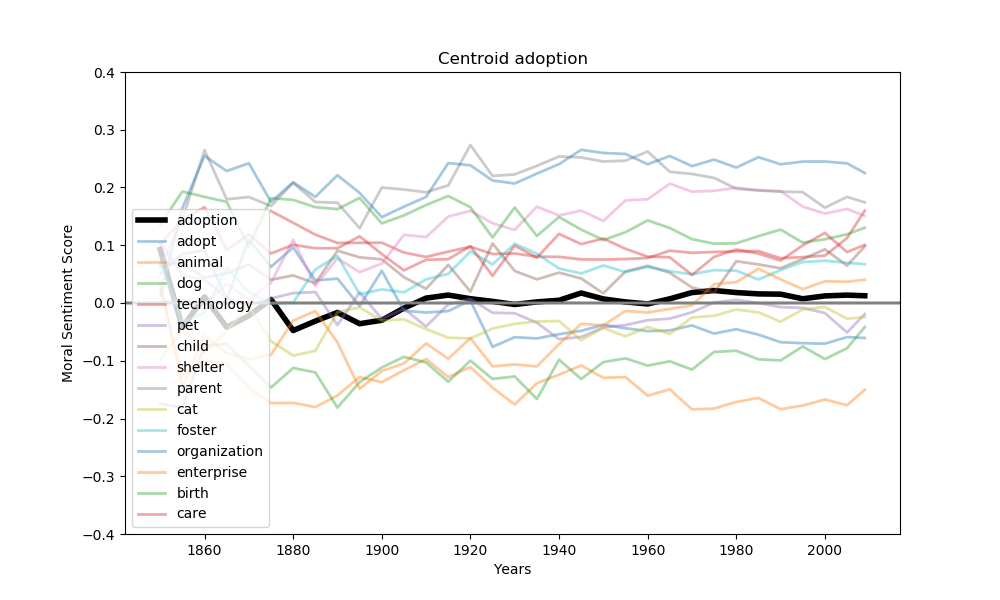 Centroid adoption
Moral Sentiment Score
0.4
0.3
0.2
0.1
0.0
−0.1
−0.2
−0.3
−0.4
adoption
adopt
animal
dog
technology
pet
child
shelter
parent
cat
foster
organization
enterprise
birth
care
1860
1880
1900
1920
1940
1960
1980
2000
Years